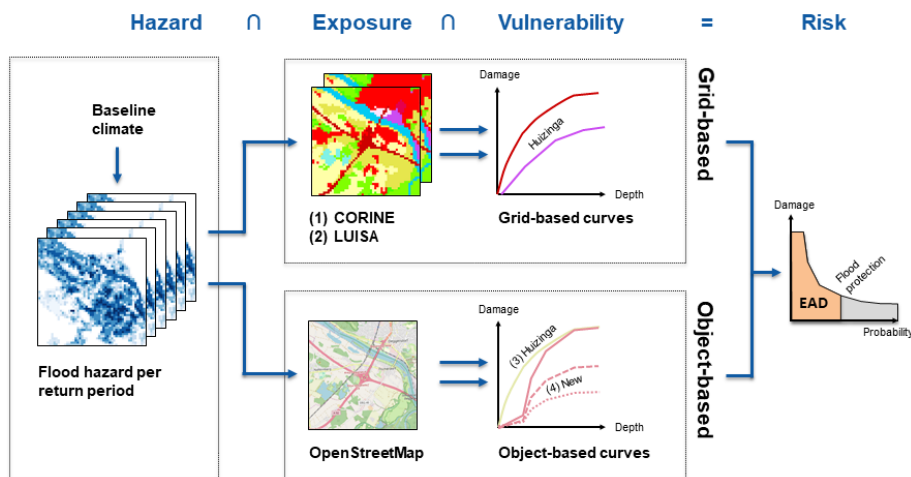 Hazard ∩ Exposure ∩ Vulnerability = Risk
Baseline
climate
Flood hazard per
return period
(1) CORINE
(2) LUISA
Damage
Huizinga
Depth
Grid-based curves
Grid-based
OpenStreetMap
Damage
(3) Huizinga
(4) New
Depth
Object-based curves
Object-based
Damage
Flood
protection
EAD
Probability